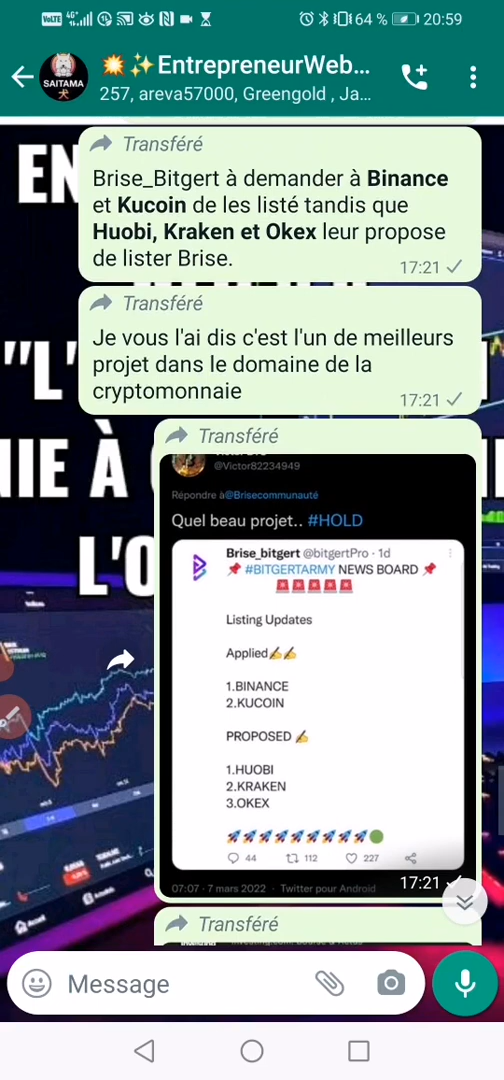 VoLTE 4G 64 % 20:59
SAITAMA
EntrepreneurWeb...
257, areva57000, Greengold , Ja...
EN
Transféré
Brise_Bitgert à demander à Binance
et Kucoin de les listé tandis que
Huobi, Kraken et Okex leur propose
de lister Brise.
17:21
Transféré
"L'
Je vous l'ai dis c'est l'un de meilleurs
projet dans le domaine de la
cryptomonnaie
17:21
Transféré
NIE À
@Victor82234949
Répondre à@Brisecommunauté
Quel beau projet.. #HOLD
L'O
Brise_bitgert @bitgertPro · 1d
📌 #BITGERTARMY NEWS BOARD 📌
🚨🚨🚨🚨🚨
Listing Updates
Applied✍️✍️
1.BINANCE
2.KUCOIN
PROPOSED ✍️
1.HUOBI
2.KRAKEN
3.OKEX
🚀🚀🚀🚀🚀🚀🚀🚀🚀🟢
44 112 227
07:07 · 7 mars 2022 · Twitter pour Android
17:21
Transféré
Message